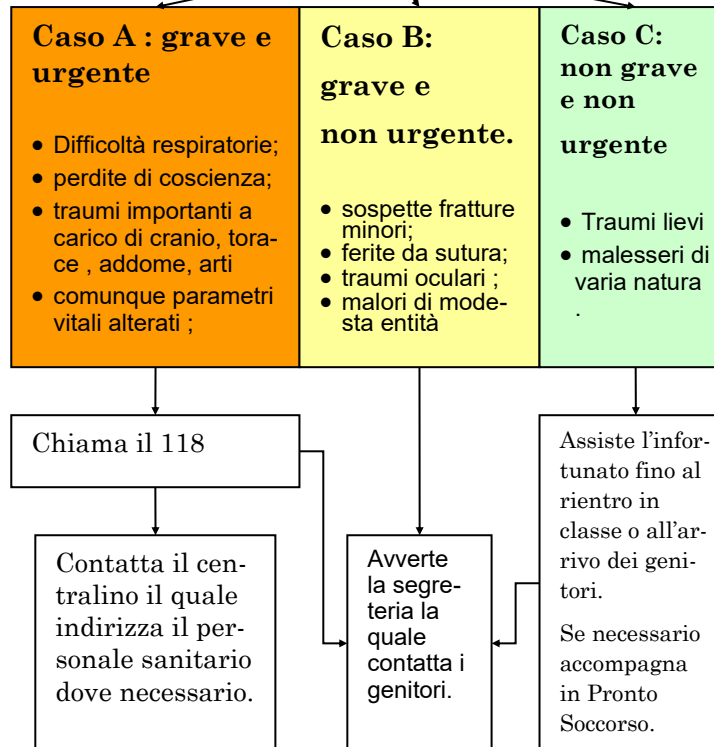 Caso A : grave e
urgente
• Difficoltà respiratorie;
• perdite di coscienza;
• traumi importanti a
carico di cranio, tora-
ce , addome, arti
• comunque parametri
vitali alterati ;
Caso B:
grave e
non urgente.
• sospette fratture
minori;
• ferite da sutura;
• traumi oculari ;
• malori di mode-
sta entità
Caso C:
non grave
e non
urgente
• Traumi lievi
• malesseri di
varia natura
.
Chiama il 118
Contatta il cen-
tralino il quale
indirizza il per-
sonale sanitario
dove necessario.
Avverte
la segre-
teria la
quale
contatta i
genitori.
Assiste l'infor-
tunato fino al
rientro in
classe o all'ar-
rivo dei geni-
tori.
Se necessario
accompagna
in Pronto
Soccorso.